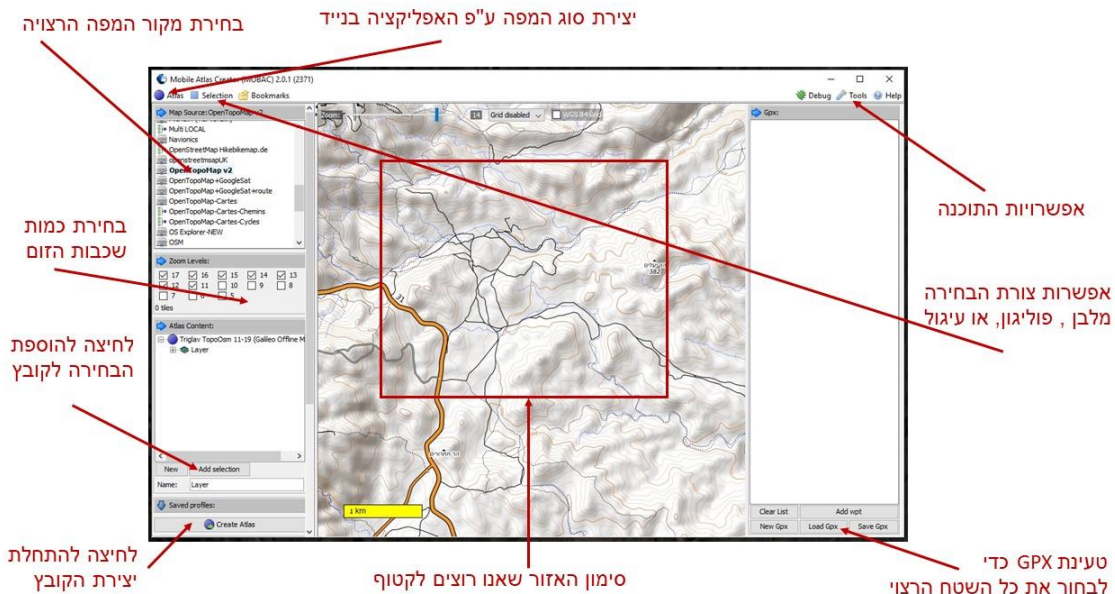 בחירת מקור המפה הרצויה
יצירת סוג המפה ע"פ האפליקציה בנייד
Mobile Atlas Creator (MOBAC) 2.0.1 (2371)
Atlas Selection Bookmarks
Debug Tools Help
Map Source: OpenTopoMap v2
Multi LOCAL
Navionics
OpenStreetMap Hikebikemap.de
openstreetmsapUK
OpenTopoMap v2
OpenTopoMap+GoogleSat
OpenTopoMap+GoogleSat+route
OpenTopoMap-Cartes
OpenTopoMap-Cartes-Chemins
OpenTopoMap-Cartes-Cycles
OS Explorer-NEW
OSM
Zoom: 14 Grid disabled
Gpx:
אפשרויות התוכנה
בחירת כמות
שכבות הזום
Zoom Levels:
17 16 15 14 13
12 11 10 9 8
7 6 5
0 tiles
31
382
אפשרות צורת הבחירה
מלבן , פוליגון, או עיגול
Atlas Content:
Triglav TopoOsm 11-19 (Galileo Offline M
Layer
לחיצה להוספת
הבחירה לקובץ
New Add selection
Name: Layer
Saved profiles:
Create Atlas
1 km
Clear List Add wpt
New Gpx Load Gpx Save Gpx
לחיצה להתחלת
יצירת הקובץ
סימון האזור שאנו רוצים לקטוף
טעינת GPX כדי
לבחור את כל השטח הרצוי